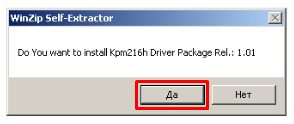 WinZip Self-Extractor
Do You want to install Kpm216h Driver Package Rel.: 1.01
Да
Нет